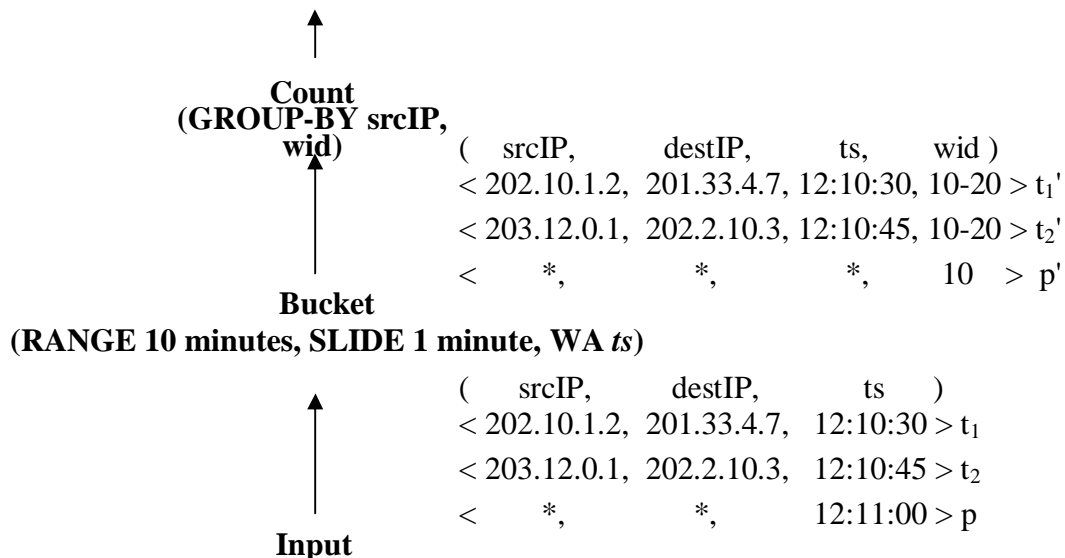 Count
(GROUP-BY srcIP,
wid)
( srcIP, destIP, ts, wid )
< 202.10.1.2, 201.33.4.7, 12:10:30, 10-20 > t1'
< 203.12.0.1, 202.2.10.3, 12:10:45, 10-20 > t2'
< *, *, *, 10 > p'
Bucket
(RANGE 10 minutes, SLIDE 1 minute, WA ts)
( srcIP, destIP, ts )
< 202.10.1.2, 201.33.4.7, 12:10:30 > t1
< 203.12.0.1, 202.2.10.3, 12:10:45 > t2
< *, *, 12:11:00 > p
Input